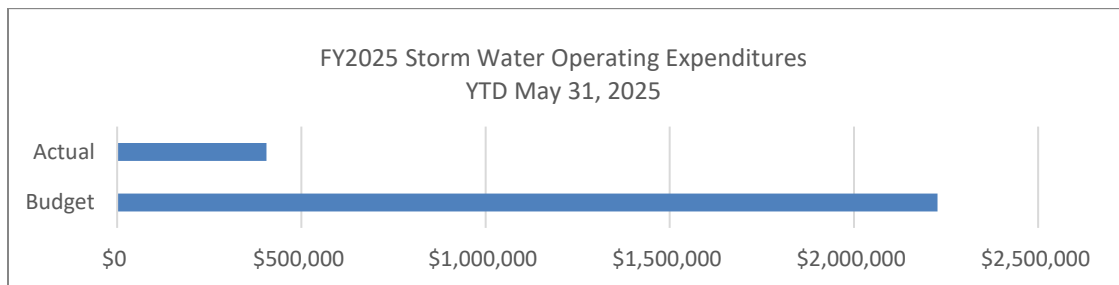 FY2025 Storm Water Operating Expenditures
YTD May 31, 2025
Actual
Budget
$0 $500,000 $1,000,000 $1,500,000 $2,000,000 $2,500,000